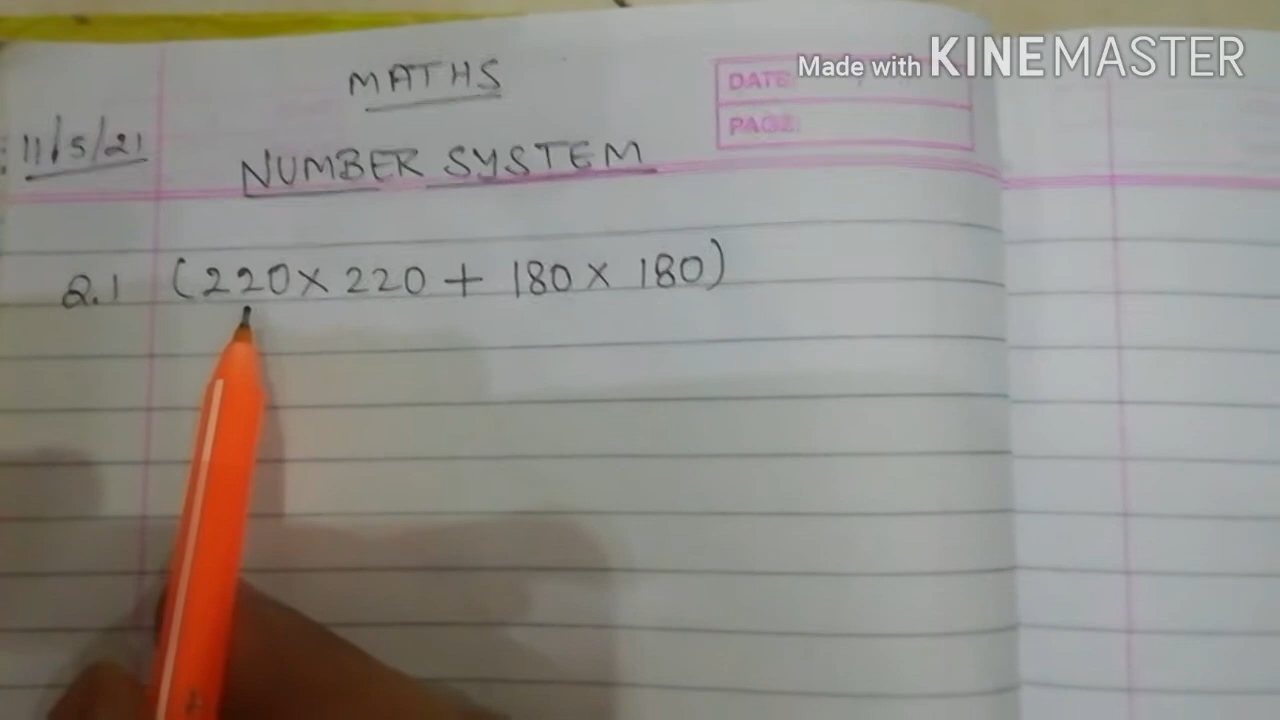 Made with KINEMASTER
MATHS
DATE
PAGE
11/5/21
NUMBER SYSTEM
Q.1 (220 × 220 + 180 × 180)